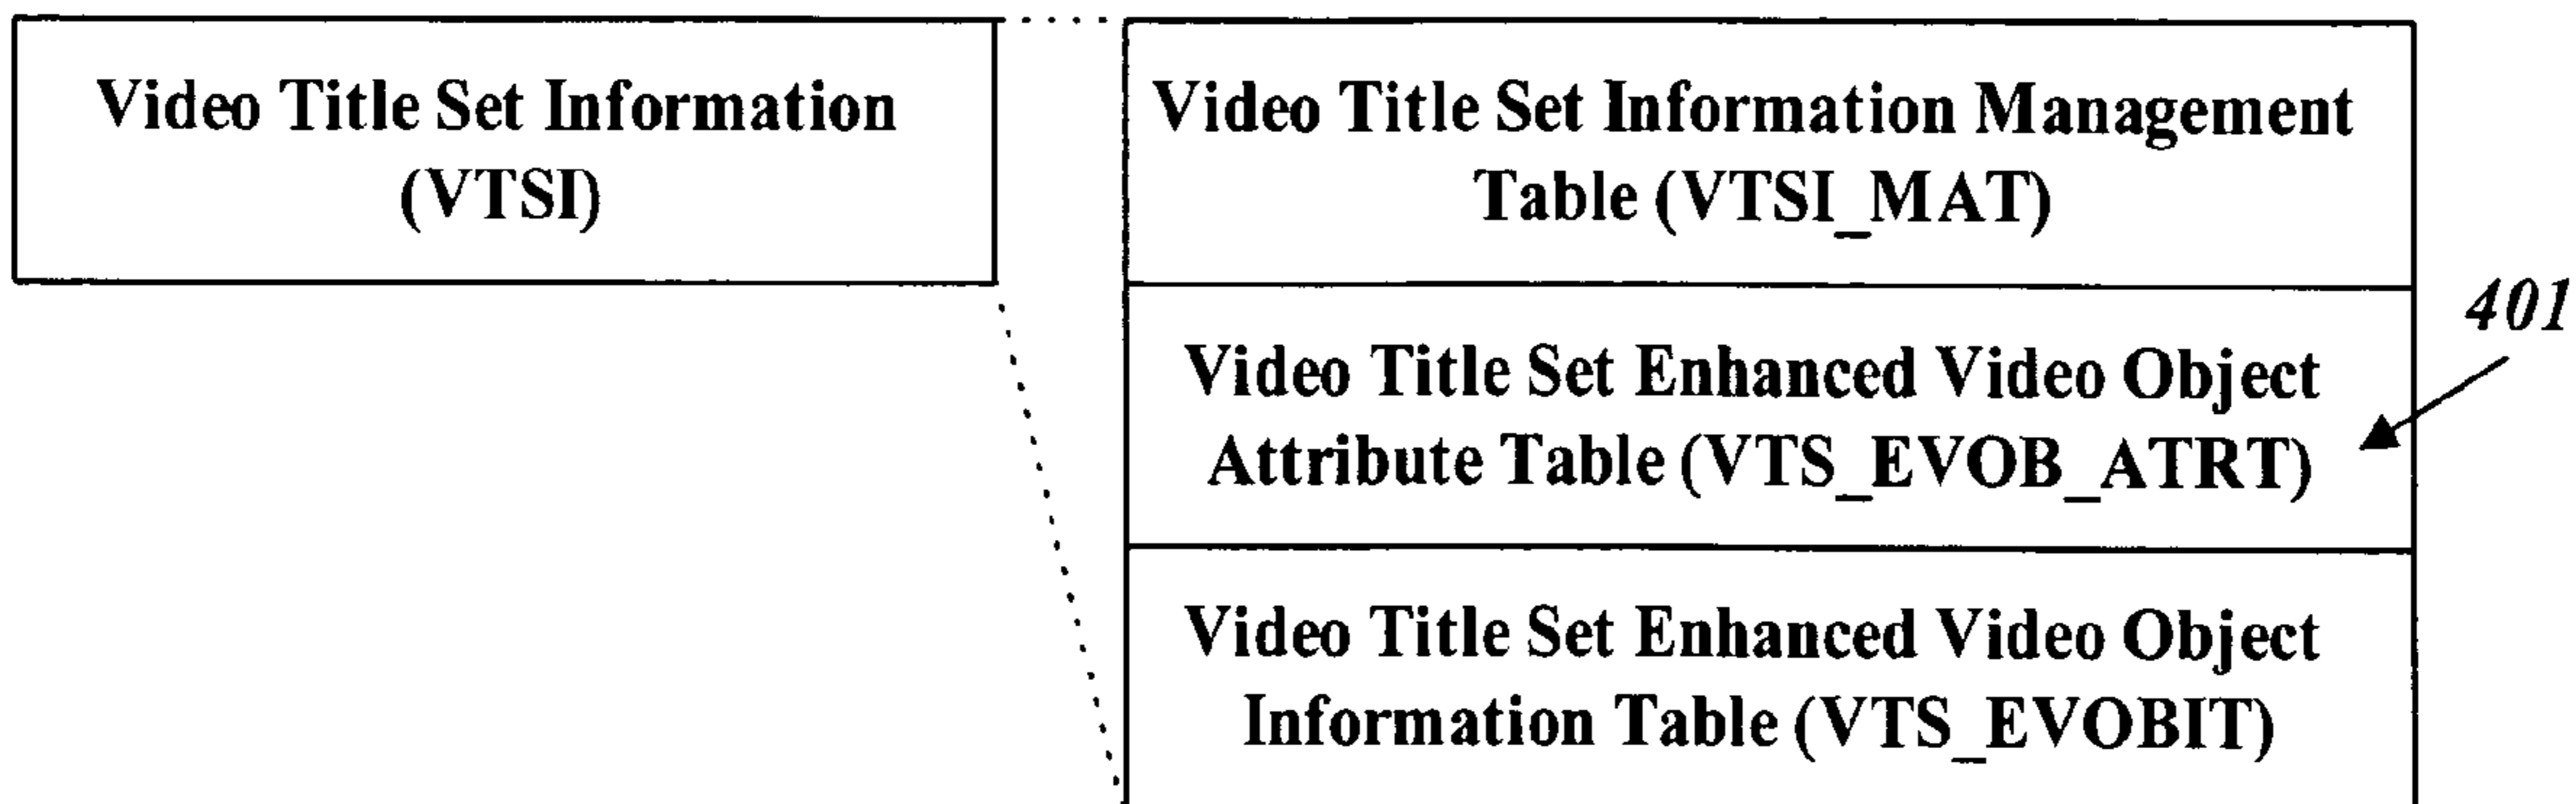 Video Title Set Information
(VTSI)
Video Title Set Information Management
Table (VTSI_MAT)
401
Video Title Set Enhanced Video Object
Attribute Table (VTS_EVOB_ATRT)
Video Title Set Enhanced Video Object
Information Table (VTS_EVOBIT)